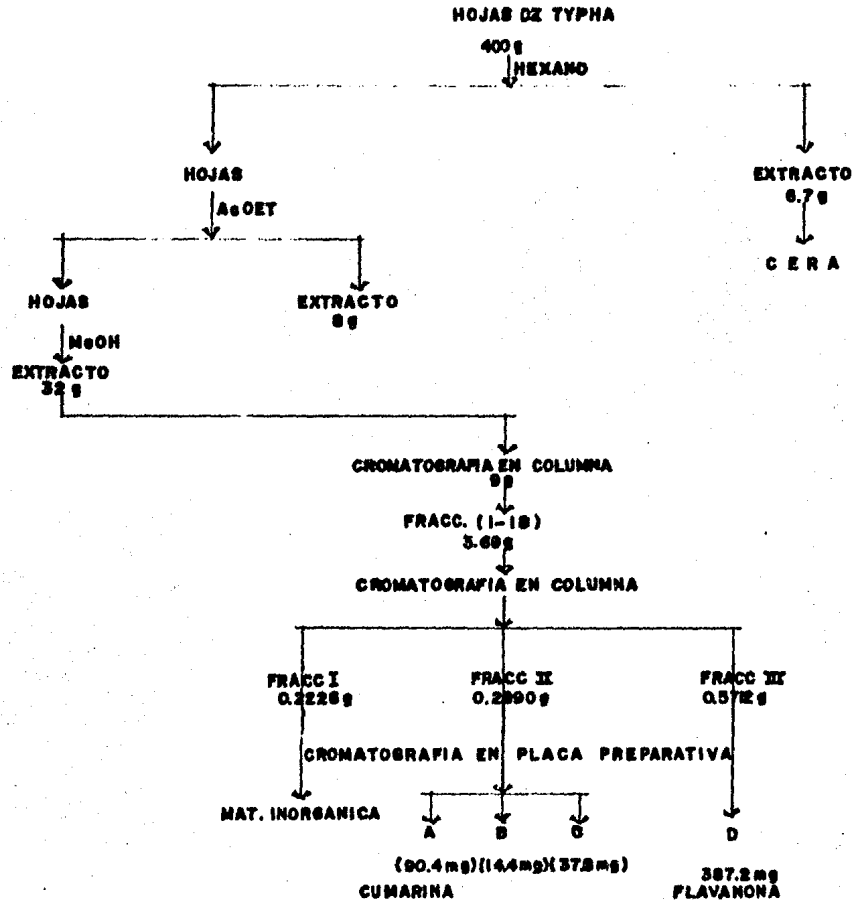 HOJAS DE TYPHA
400 g
HEXANO
HOJAS
EXTRACTO
6.7 g
AcOET
CERA
HOJAS
EXTRACTO
8 g
MeOH
EXTRACTO
32 g
CROMATOGRAFIA EN COLUMNA
9 g
FRACC. (1-18)
3.69 g
CROMATOGRAFIA EN COLUMNA
FRACC I
0.2226 g
FRACC II
FRACC III
0.5712 g
CROMATOGRAFIA EN PLACA PREPARATIVA
MAT. INORGANICA
A
B
C
D
(90.4 mg) (14.4 mg) (37.8 mg)
CUMARINA
387.2 mg
FLAVANONA